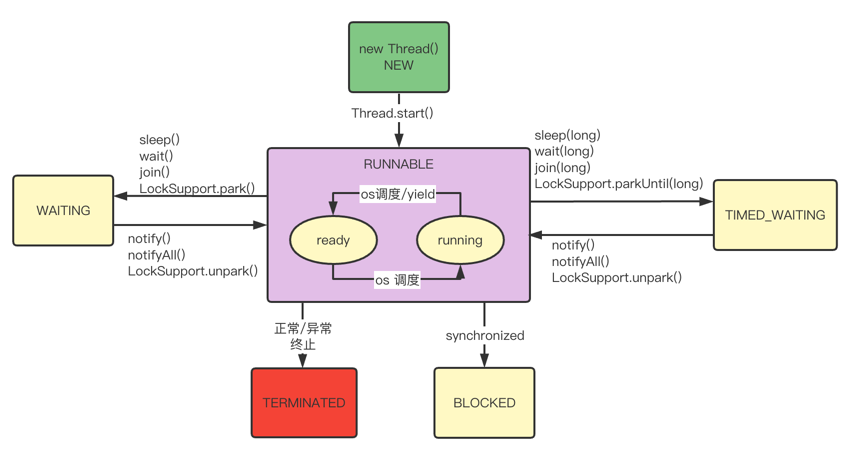 new Thread()
NEW
Thread.start()
sleep()
wait()
join()
LockSupport.park()
sleep(long)
wait(long)
join(long)
LockSupport.parkUntil(long)
RUNNABLE
os调度/yield
WAITING
ready
running
TIMED_WAITING
notify()
notifyAll()
LockSupport.unpark()
notify()
notifyAll()
LockSupport.unpark()
os 调度
正常/异常
终止
synchronized
TERMINATED
BLOCKED